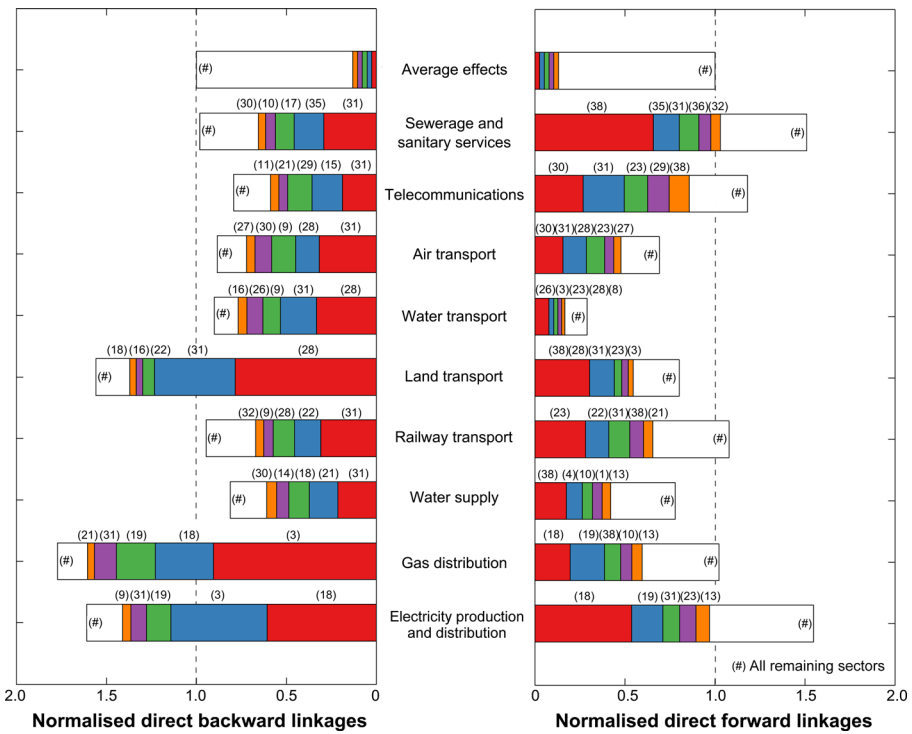 (#)
Average effects
(#)
(30)(10)(17)(35) (31)
(#)
Sewerage and
sanitary services
(38) (35)(31)(36)(32)
(#)
(11)(21)(29)(15)(31)
(#)
Telecommunications
(30) (31) (23)(29)(38)
(#)
(27)(30)(9)(28) (31)
(#)
Air transport
(30)(31)(28)(23)(27)
(#)
(16)(26)(9)(31) (28)
(#)
Water transport
(26)(3)(23)(28)(8)
(#)
(18)(16)(22) (31) (28)
(#)
Land transport
(38)(28)(31)(23)(3)
(#)
(32)(9)(28)(22) (31)
(#)
Railway transport
(23) (22)(31)(38)(21)
(#)
(30)(14)(18)(21)(31)
(#)
Water supply
(38) (4)(10)(1)(13)
(#)
(21)(31)(19) (18) (3)
(#)
Gas distribution
(18) (19)(38)(10)(13)
(#)
(9)(31)(19) (3) (18)
(#)
Electricity production
and distribution
(18) (19)(31)(23)(13)
(#)
(#) All remaining sectors
2.0 1.5 1.0 0.5 0
0 0.5 1.0 1.5 2.0
Normalised direct backward linkages
Normalised direct forward linkages